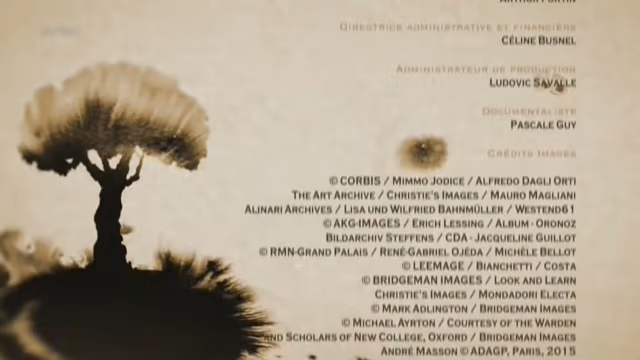 ARTHUR FORTIN
DIRECTRICE ADMINISTRATIVE ET FINANCIÈRE
CÉLINE BUSNEL
ADMINISTRATEUR DE PRODUCTION
LUDOVIC SAVALLE
DOCUMENTALISTE
PASCALE GUY
CRÉDITS IMAGES
© CORBIS / MIMMO JODICE / ALFREDO DAGLI ORTI
THE ART ARCHIVE / CHRISTIE'S IMAGES / MAURO MAGLIANI
ALINARI ARCHIVES / LISA UND WILFRIED BAHNMÜLLER / WESTEND61
© AKG-IMAGES / ERICH LESSING / ALBUM - ORONOZ
BILDARCHIV STEFFENS / CDA - JACQUELINE GUILLOT
© RMN-GRAND PALAIS / RENÉ-GABRIEL OJÉDA / MICHÈLE BELLOT
© LEEMAGE / BIANCHETTI / COSTA
© BRIDGEMAN IMAGES / LOOK AND LEARN
CHRISTIE'S IMAGES / MONDADORI ELECTA
© MARK ADLINGTON / BRIDGEMAN IMAGES
© MICHAEL AYRTON / COURTESY OF THE WARDEN
AND SCHOLARS OF NEW COLLEGE, OXFORD / BRIDGEMAN IMAGES
ANDRÉ MASSON © ADAGP, PARIS, 2015